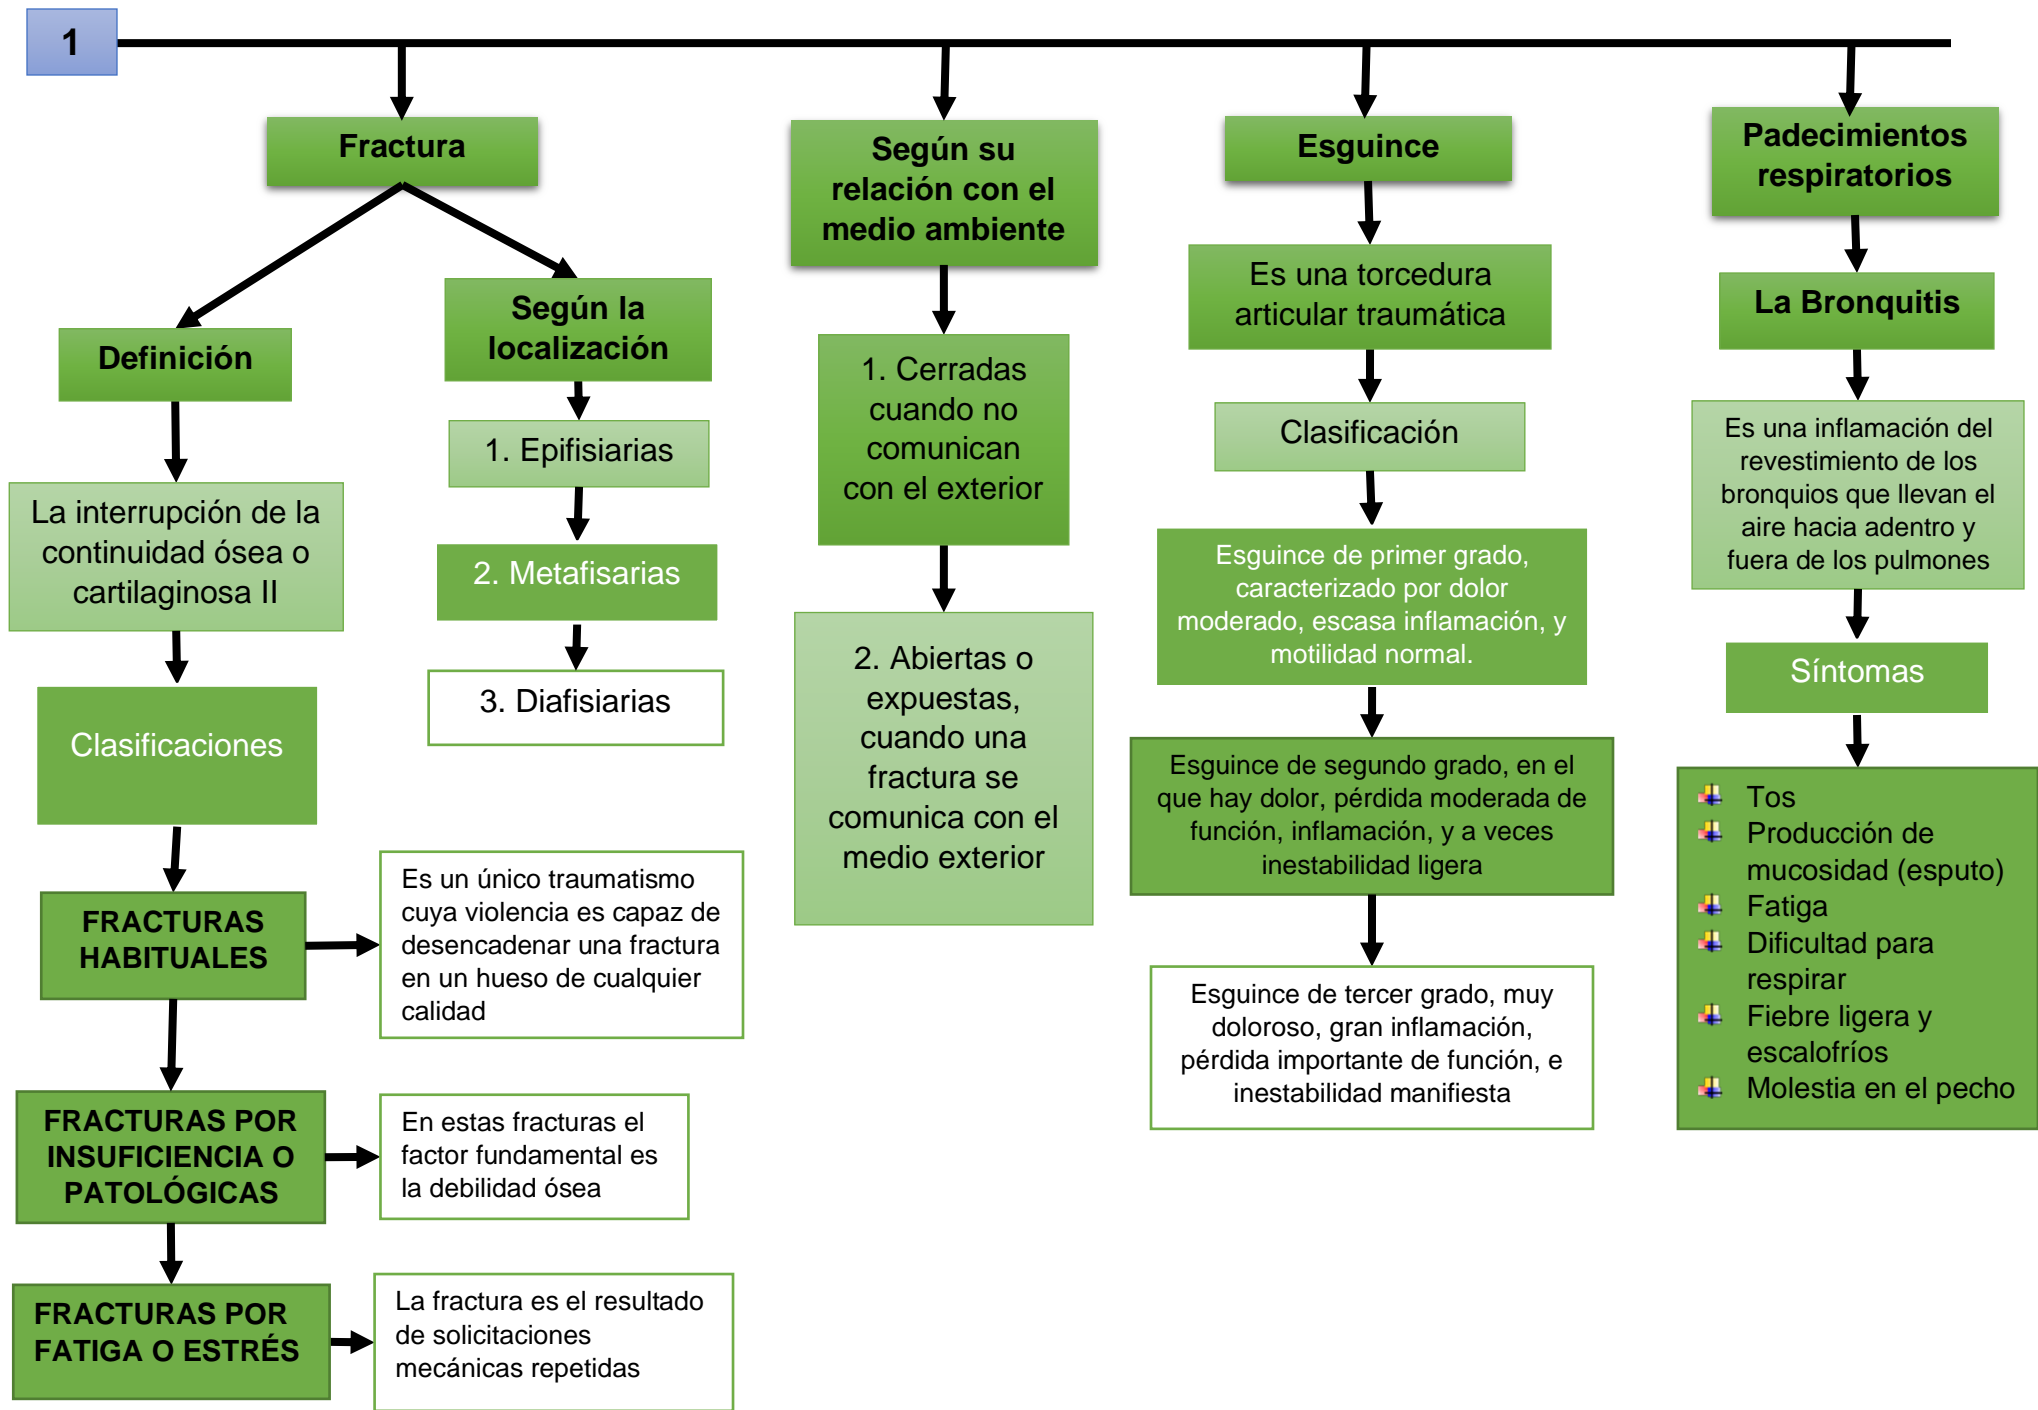 1
Fractura
Definición
La interrupción de la
continuidad ósea o
cartilaginosa II
Clasificaciones
FRACTURAS
HABITUALES
Es un único traumatismo
cuya violencia es capaz de
desencadenar una fractura
en un hueso de cualquier
calidad
FRACTURAS POR
INSUFICIENCIA O
PATOLÓGICAS
En estas fracturas el
factor fundamental es
la debilidad ósea
FRACTURAS POR
FATIGA O ESTRÉS
La fractura es el resultado
de solicitaciones
mecánicas repetidas
Según la
localización
1. Epifisiarias
2. Metafisarias
3. Diafisiarias
Según su
relación con el
medio ambiente
1. Cerradas
cuando no
comunican
con el exterior
2. Abiertas o
expuestas,
cuando una
fractura se
comunica con el
medio exterior
Esguince
Es una torcedura
articular traumática
Clasificación
Esguince de primer grado,
caracterizado por dolor
moderado, escasa inflamación, y
motilidad normal.
Esguince de segundo grado, en el
que hay dolor, pérdida moderada de
función, inflamación, y a veces
inestabilidad ligera
Esguince de tercer grado, muy
doloroso, gran inflamación,
pérdida importante de función, e
inestabilidad manifiesta
Padecimientos
respiratorios
La Bronquitis
Es una inflamación del
revestimiento de los
bronquios que llevan el
aire hacia adentro y
fuera de los pulmones
Síntomas
Tos
Producción de
mucosidad (esputo)
Fatiga
Dificultad para
respirar
Fiebre ligera y
escalofríos
Molestia en el pecho